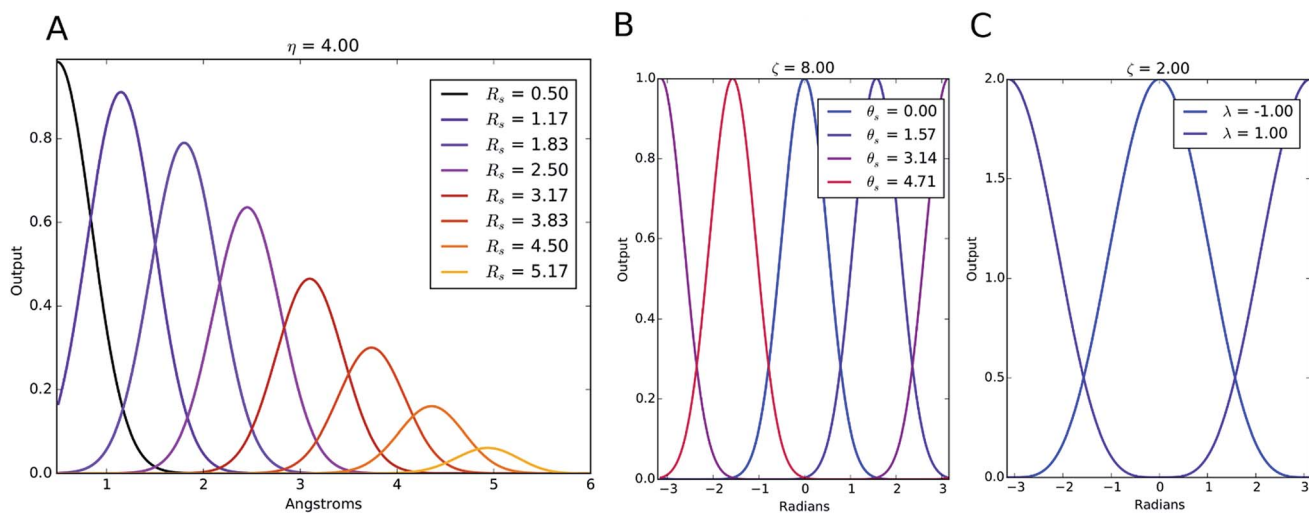 A
η = 4.00
Output
0.8
0.6
0.4
0.2
0.0
1
2
3
4
5
6
Angstroms
R_s = 0.50
R_s = 1.17
R_s = 1.83
R_s = 2.50
R_s = 3.17
R_s = 3.83
R_s = 4.50
R_s = 5.17
B
ζ = 8.00
Output
1.0
0.8
0.6
0.4
0.2
0.0
−3
−2
−1
0
1
2
3
Radians
θ_s = 0.00
θ_s = 1.57
θ_s = 3.14
θ_s = 4.71
C
ζ = 2.00
Output
2.0
1.5
1.0
0.5
0.0
−3
−2
−1
0
1
2
3
Radians
λ = -1.00
λ = 1.00